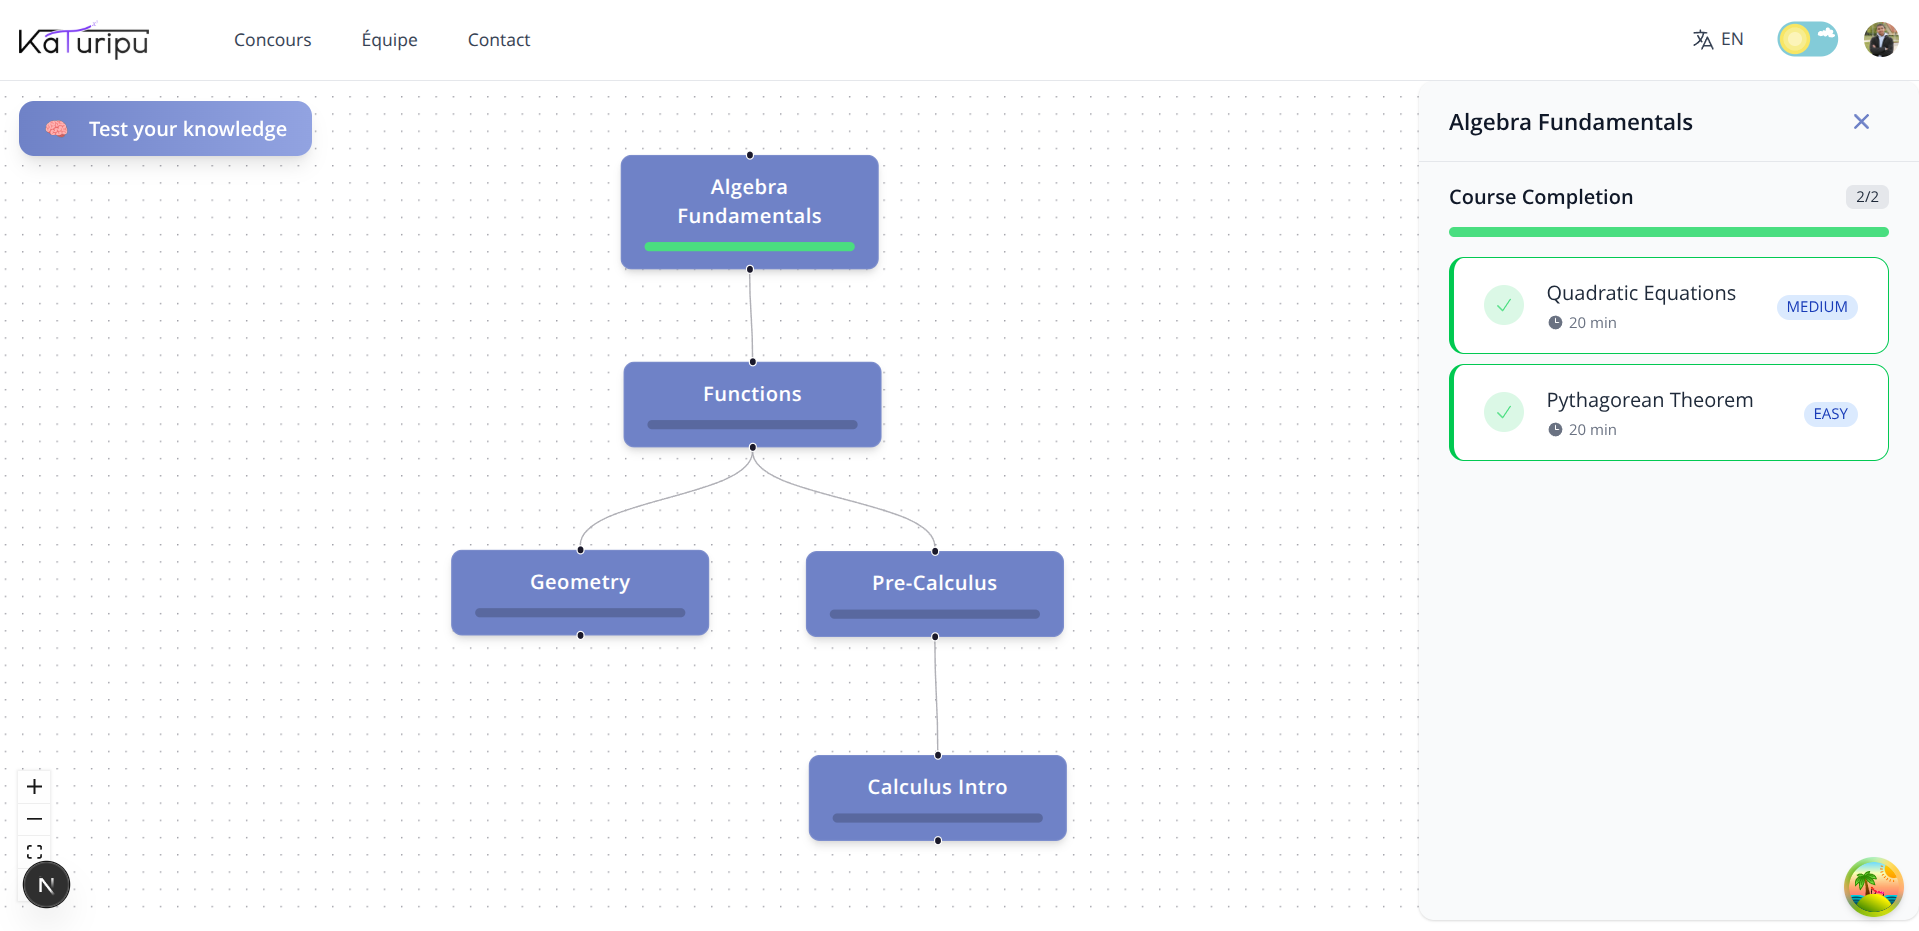 KaTuripu
Concours
Équipe
Contact
EN
Test your knowledge
Algebra
Fundamentals
Functions
Geometry
Pre-Calculus
Calculus Intro
N
Algebra Fundamentals
Course Completion
2/2
Quadratic Equations
20 min
MEDIUM
Pythagorean Theorem
20 min
EASY